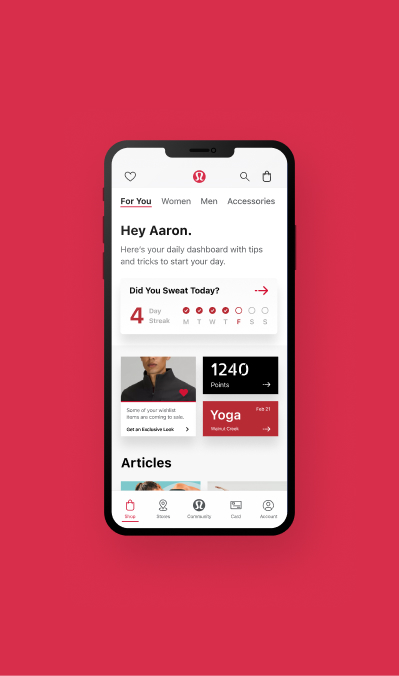 For You Women Men Accessories
Hey Aaron.
Here's your daily dashboard with tips
and tricks to start your day.
Did You Sweat Today?
4 Day
Streak
M T W T F S S
Some of your wishlist
items are coming to sale.
Get an Exclusive Look
1240
Points
Feb 21
Yoga
Walnut Creek
Articles
Shop Stores Community Card Account